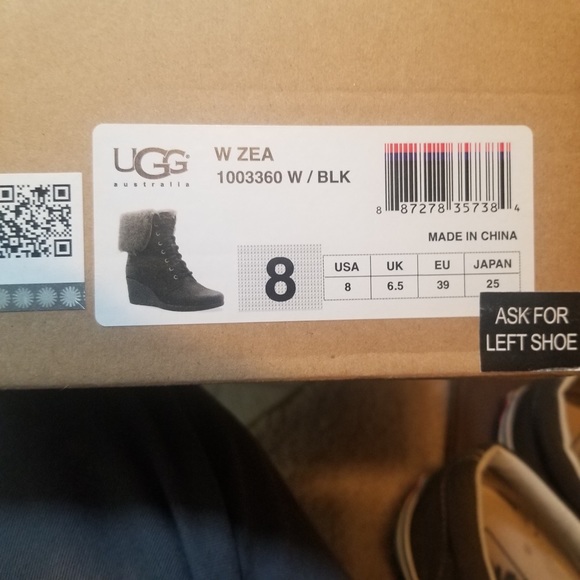 UGG
australia
W ZEA
1003360 W / BLK
8 87278 35738 4
MADE IN CHINA
8
USA UK EU JAPAN
8 6.5 39 25
ASK FOR
LEFT SHOE